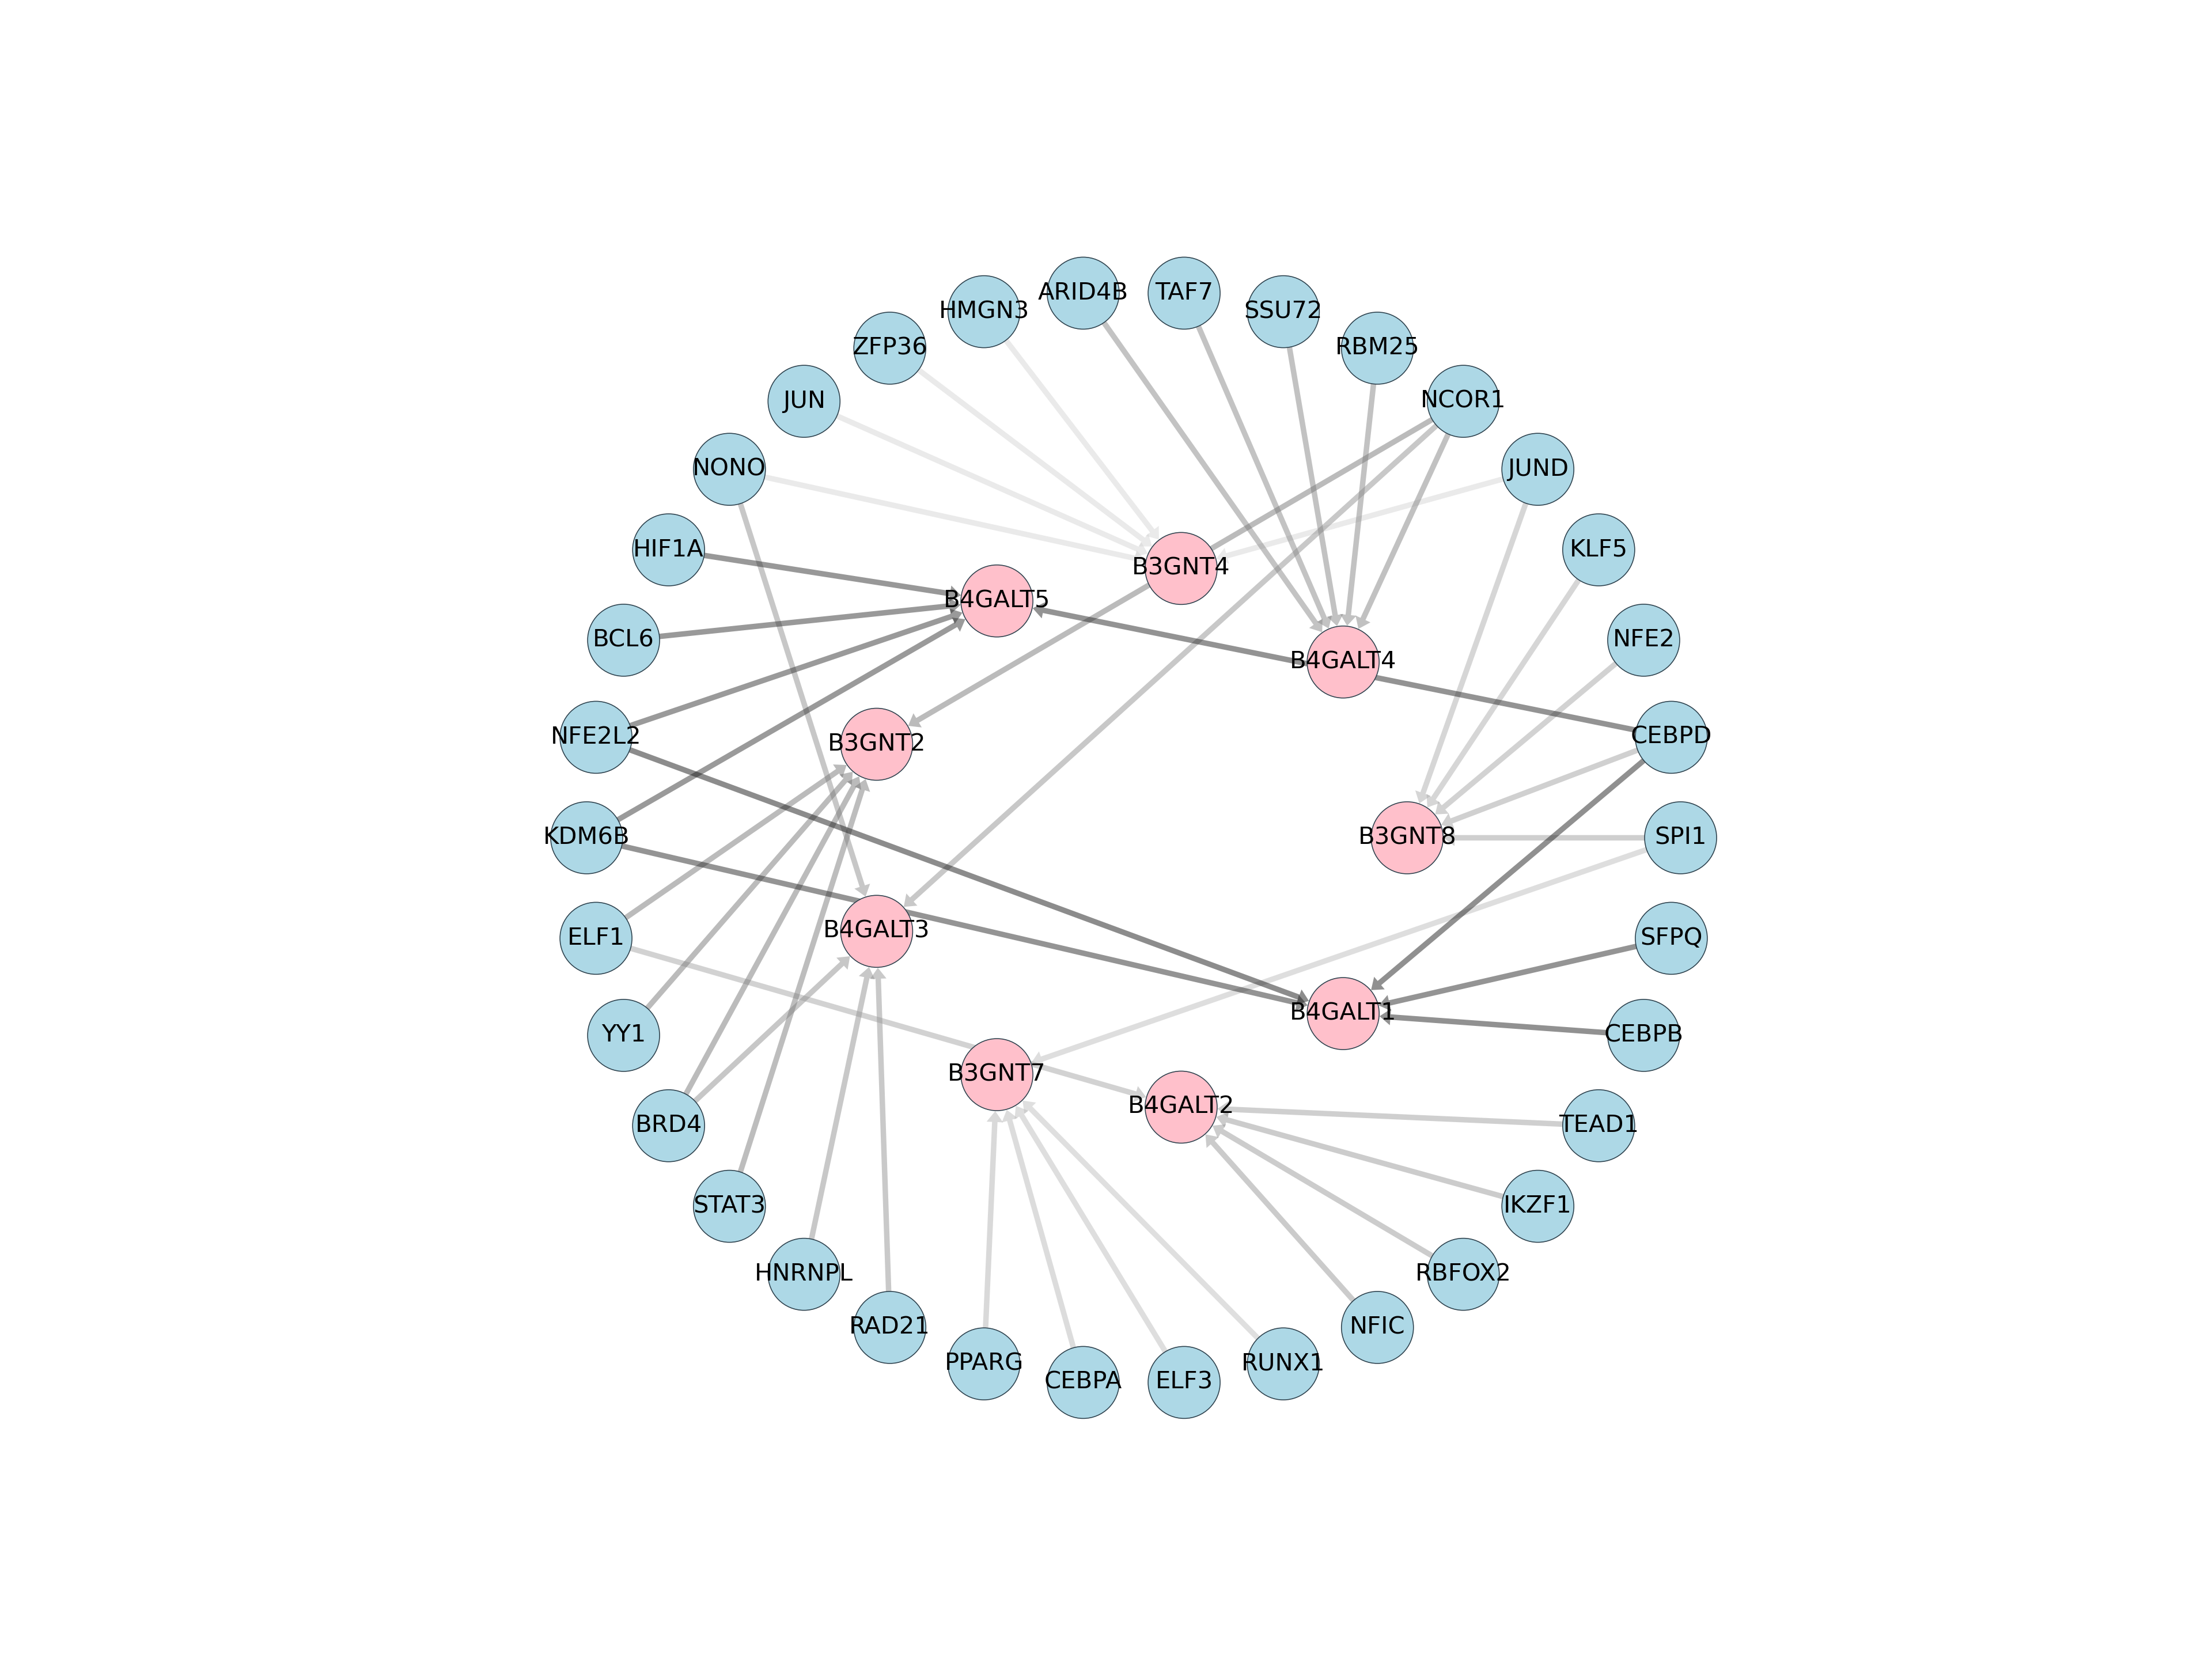 ARID4B
TAF7
HMGN3
SSU72
ZFP36
RBM25
JUN
NCOR1
NONO
JUND
HIF1A
KLF5
B3GNT4
B4GALT5
BCL6
NFE2
B4GALT4
NFE2L2
CEBPD
B3GNT2
KDM6B
B3GNT8
SPI1
B4GALT3
ELF1
SFPQ
B4GALT1
YY1
CEBPB
B3GNT7
B4GALT2
BRD4
TEAD1
STAT3
IKZF1
HNRNPL
RBFOX2
RAD21
NFIC
PPARG
RUNX1
CEBPA
ELF3